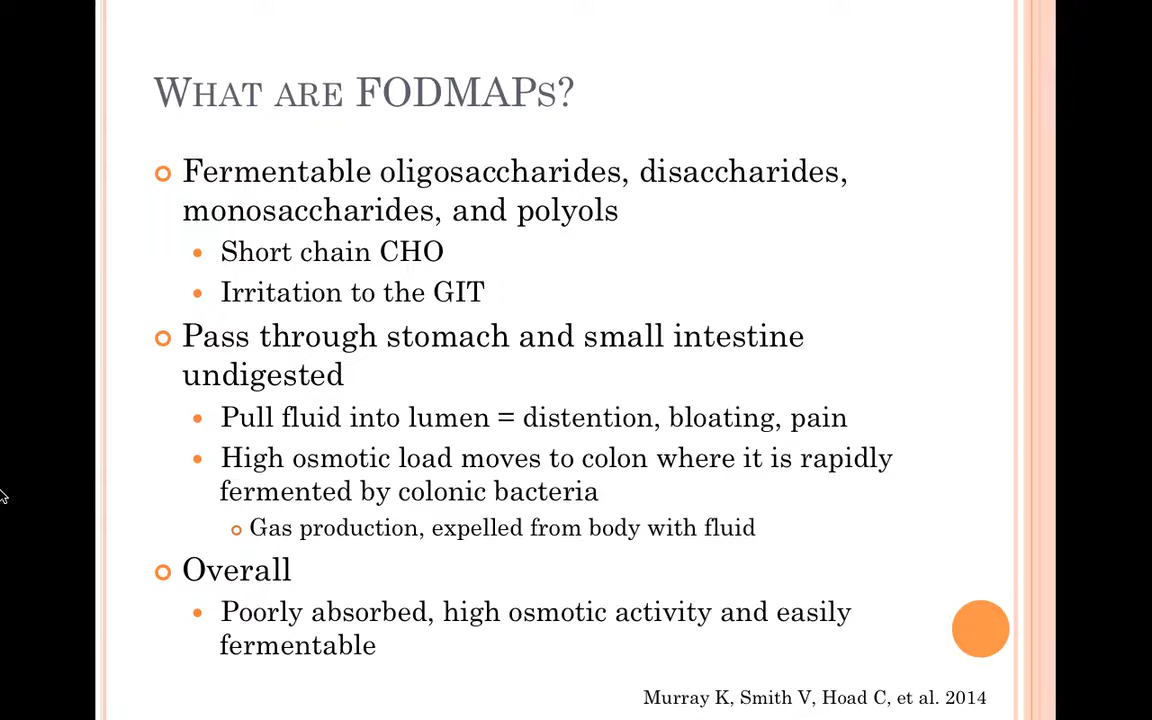 What are FODMAPs?
Fermentable oligosaccharides, disaccharides,
monosaccharides, and polyols
Short chain CHO
Irritation to the GIT
Pass through stomach and small intestine
undigested
Pull fluid into lumen = distention, bloating, pain
High osmotic load moves to colon where it is rapidly
fermented by colonic bacteria
Gas production, expelled from body with fluid
Overall
Poorly absorbed, high osmotic activity and easily
fermentable
Murray K, Smith V, Hoad C, et al. 2014